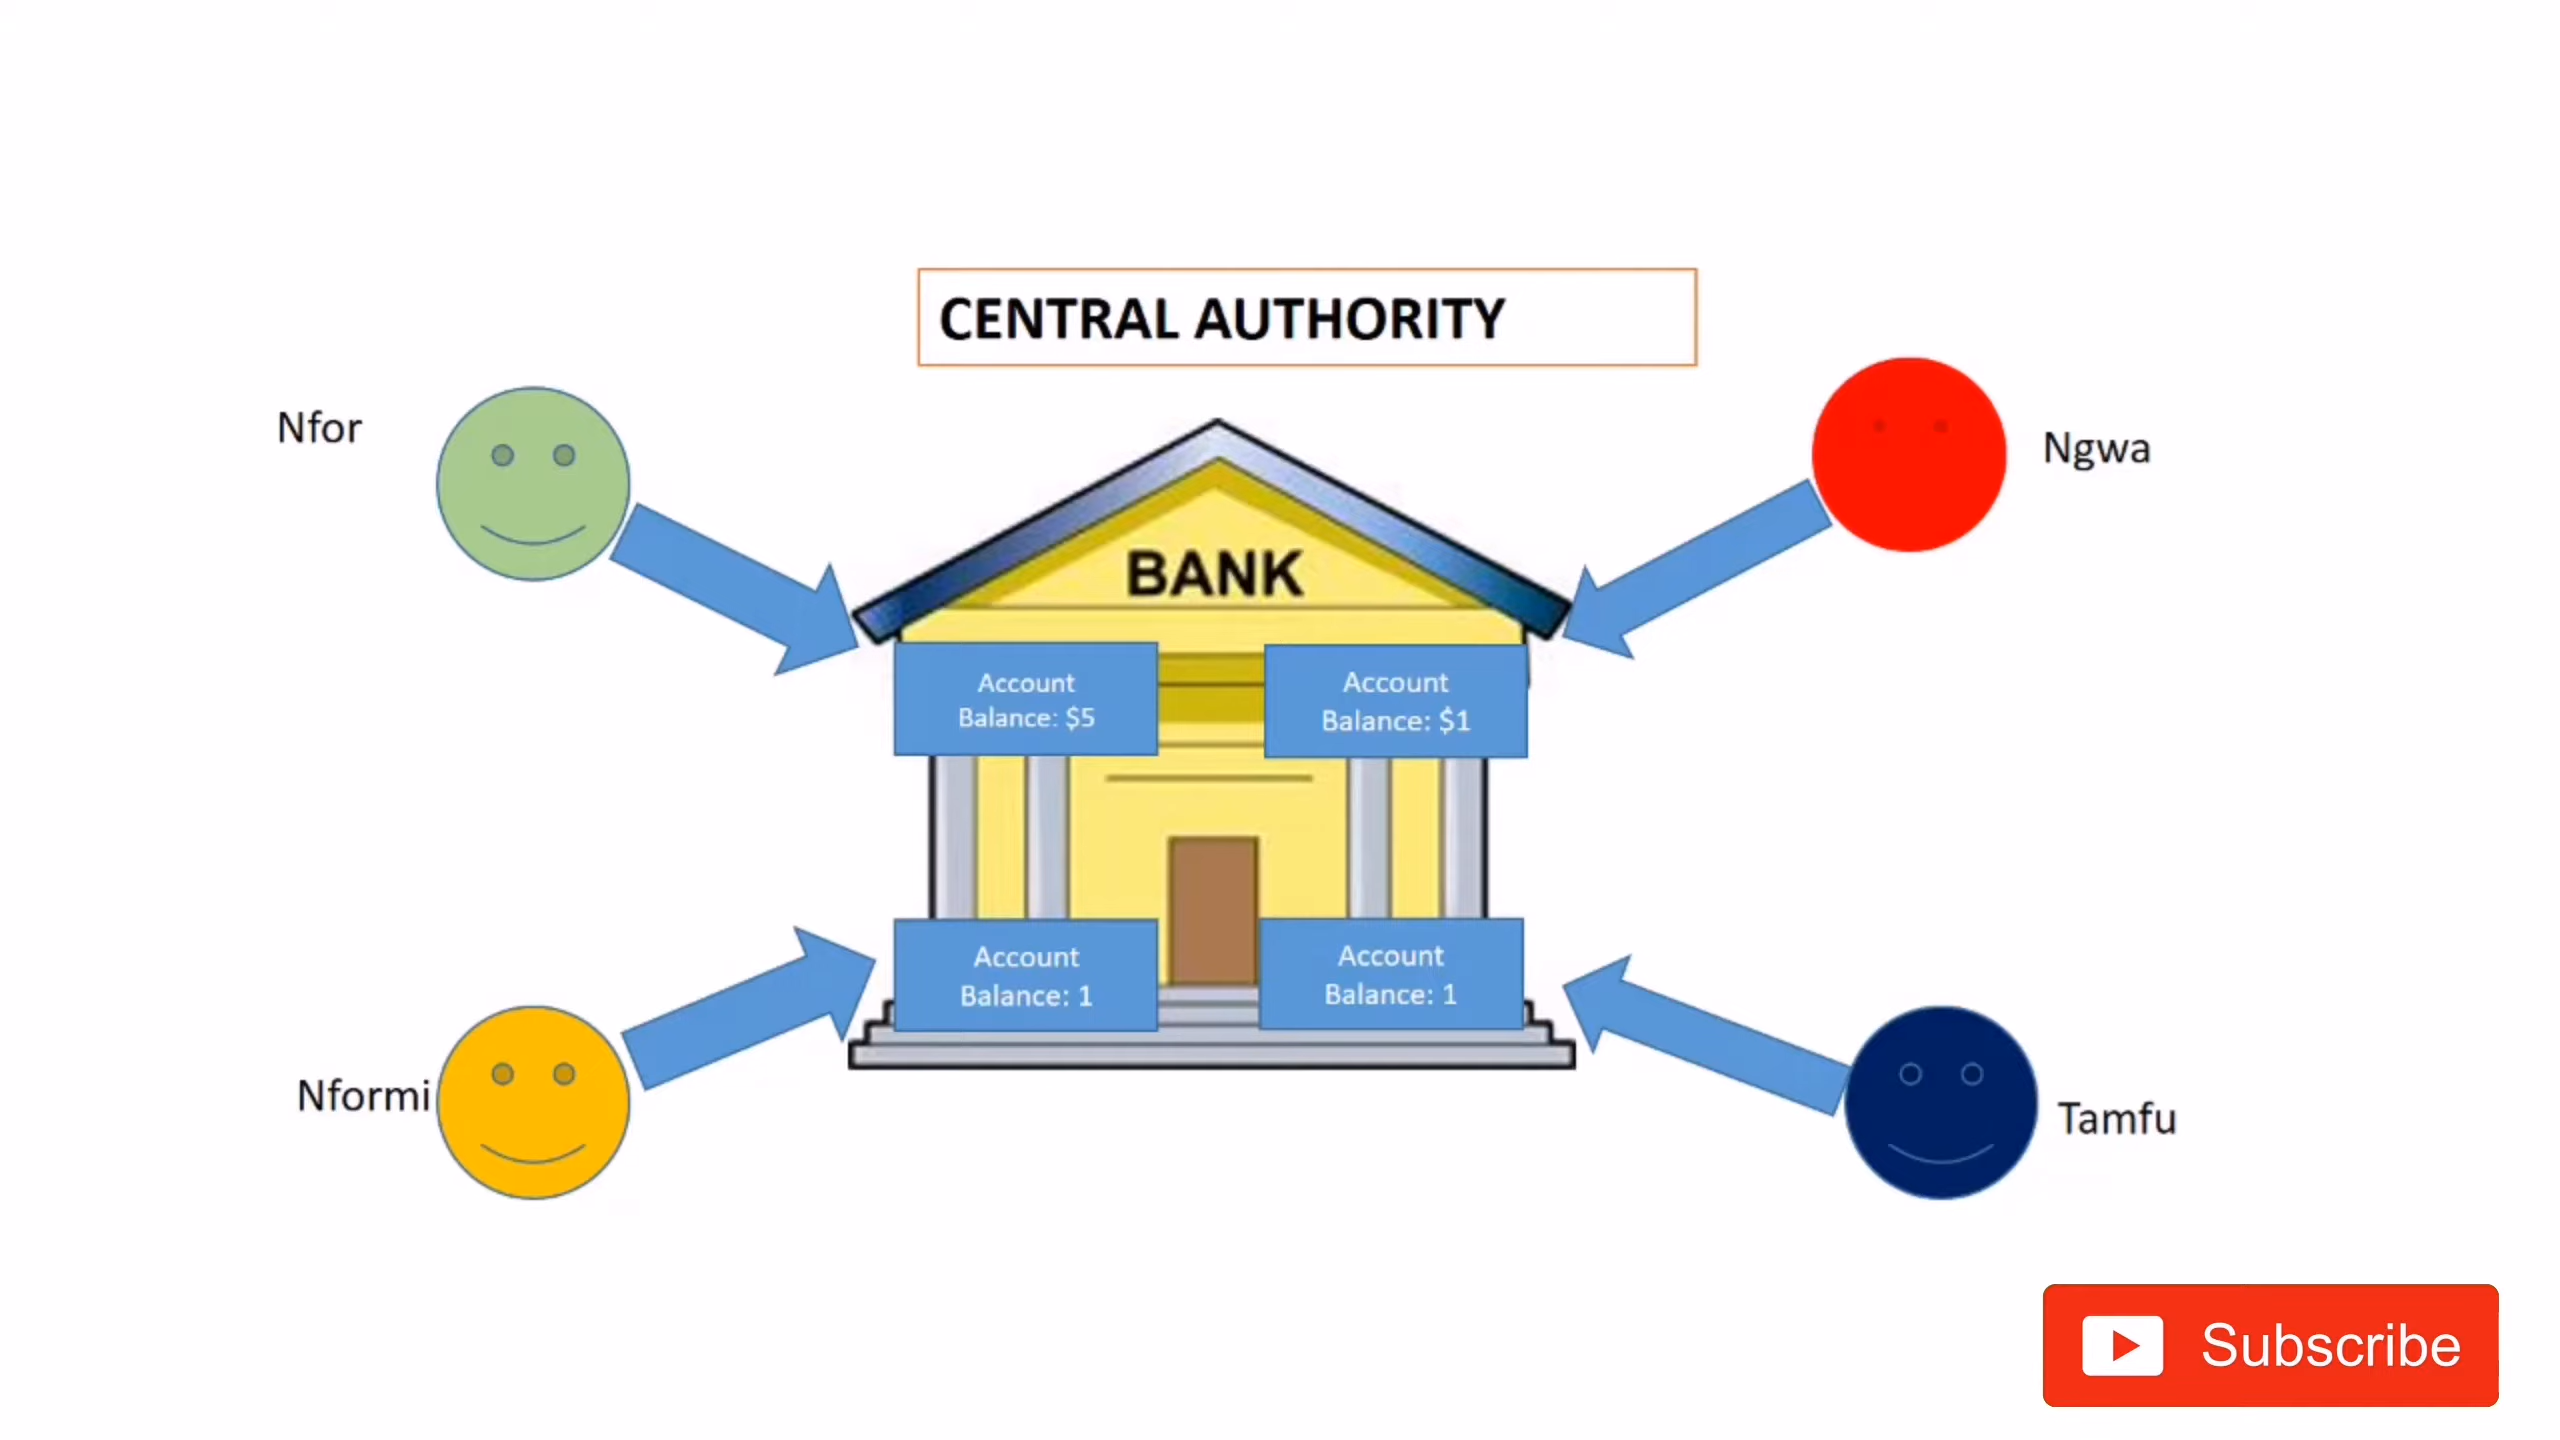 CENTRAL AUTHORITY
Nfor
Ngwa
BANK
Account
Balance: $5
Account
Balance: $1
Account
Balance: 1
Account
Balance: 1
Nformi
Tamfu
Subscribe